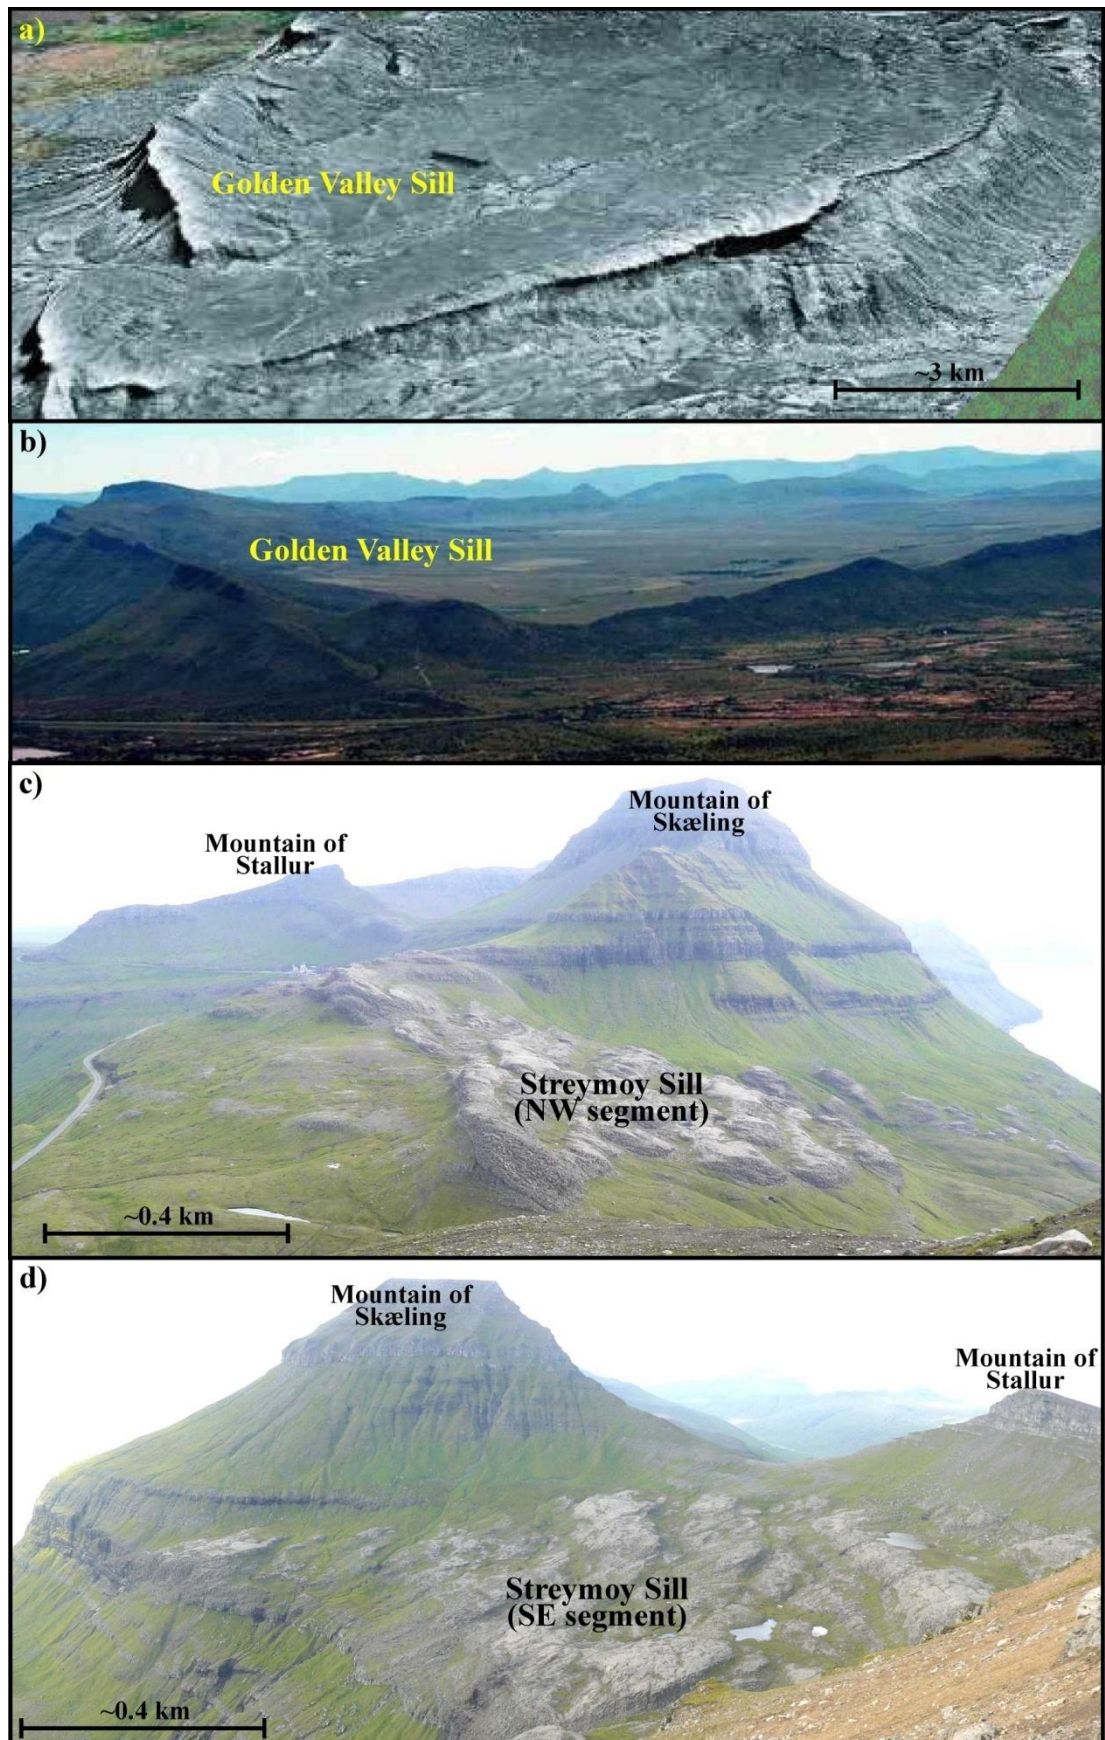 a)
Golden Valley Sill
~3 km
b)
Golden Valley Sill
c)
Mountain of
Skæling
Mountain of
Stallur
Streymoy Sill
(NW segment)
~0.4 km
d)
Mountain of
Skæling
Mountain of
Stallur
Streymoy Sill
(SE segment)
~0.4 km